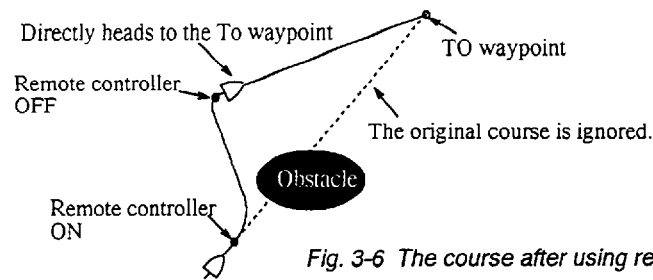 Directly heads to the To waypoint
TO waypoint
Remote controller
OFF
The original course is ignored.
Obstacle
Remote controller
ON
Fig. 3-6 The course after using re